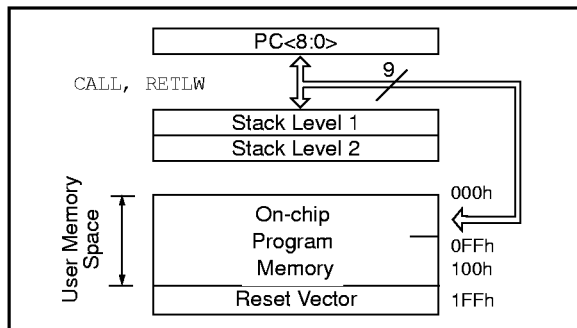 PC<8:0>
9
CALL, RETLW
Stack Level 1
Stack Level 2
User Memory
Space
000h
On-chip
Program
0FFh
Memory
100h
Reset Vector
1FFh